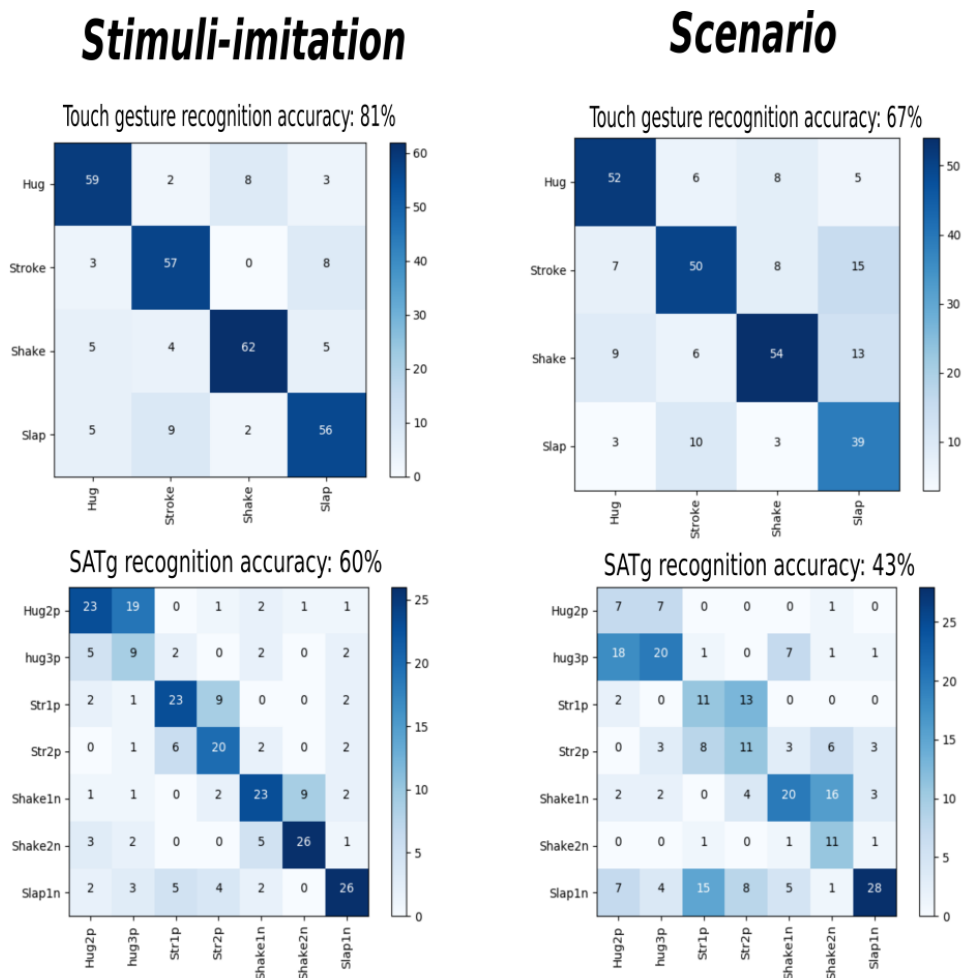 Stimuli-imitation
Scenario
Touch gesture recognition accuracy: 81%
Hug 59 2 8 3
Stroke 3 57 0 8
Shake 5 4 62 5
Slap 5 9 2 56
Hug Stroke Shake Slap
60
50
40
30
20
10
0
Touch gesture recognition accuracy: 67%
Hug 52 6 8 5
Stroke 7 50 8 15
Shake 9 6 54 13
Slap 3 10 3 39
Hug Stroke Shake Slap
50
40
30
20
10
SATg recognition accuracy: 60%
Hug2p 23 19 0 1 2 1 1
hug3p 5 9 2 0 2 0 2
Str1p 2 1 23 9 0 0 2
Str2p 0 1 6 20 2 0 2
Shake1n 1 1 0 2 23 9 2
Shake2n 3 2 0 0 5 26 1
Slap1n 2 3 5 4 2 0 26
Hug2p hug3p Str1p Str2p Shake1n Shake2n Slap1n
25
20
15
10
5
0
SATg recognition accuracy: 43%
Hug2p 7 7 0 0 0 1 0
hug3p 18 20 1 0 7 1 1
Str1p 2 0 11 13 0 0 0
Str2p 0 3 8 11 3 6 3
Shake1n 2 2 0 4 20 16 3
Shake2n 0 0 1 0 1 11 1
Slap1n 7 4 15 8 5 1 28
Hug2p hug3p Str1p Str2p Shake1n Shake2n Slap1n
25
20
15
10
5
0